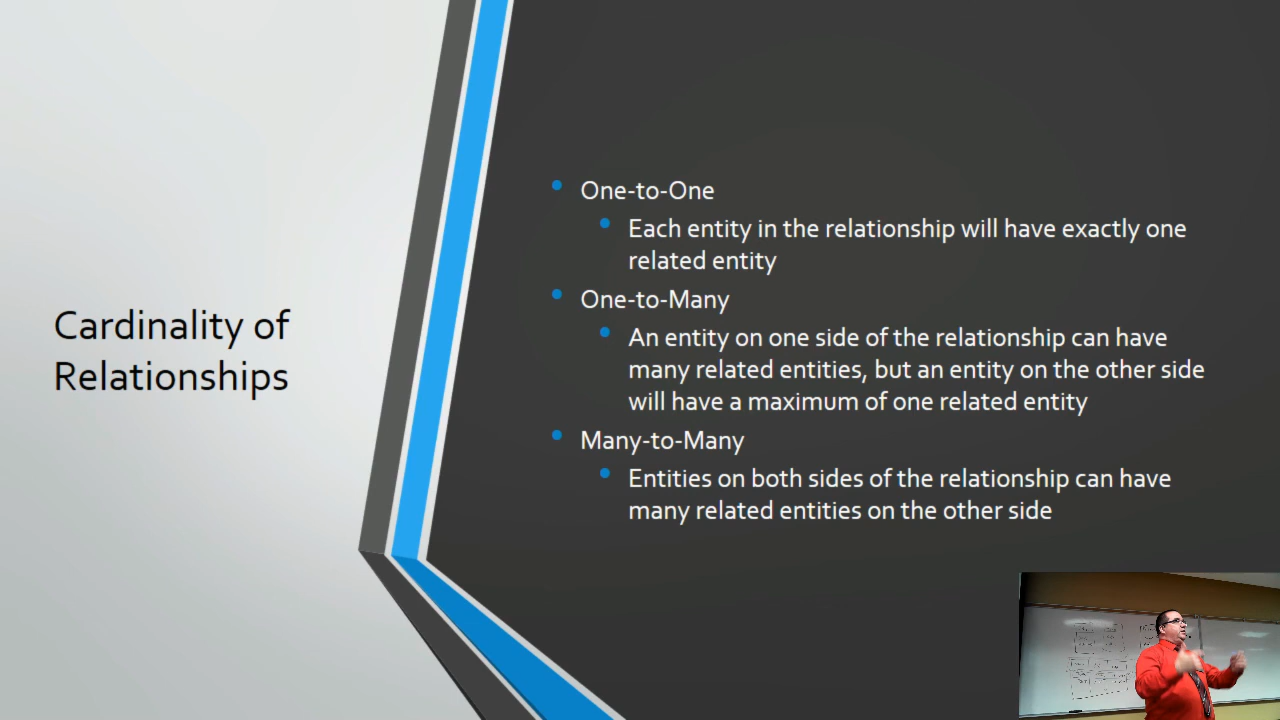 Cardinality of
Relationships
One-to-One
Each entity in the relationship will have exactly one
related entity
One-to-Many
An entity on one side of the relationship can have
many related entities, but an entity on the other side
will have a maximum of one related entity
Many-to-Many
Entities on both sides of the relationship can have
many related entities on the other side